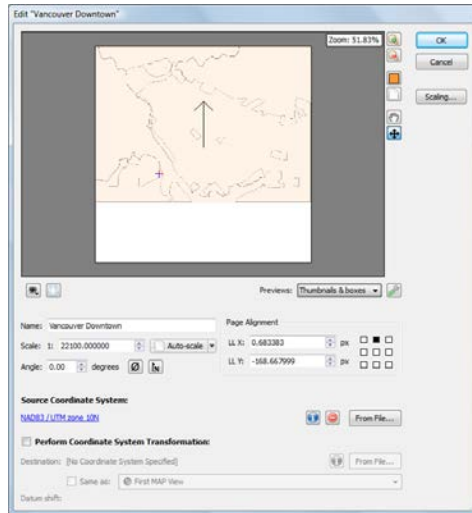 Edit "Vancouver Downtown"
Zoom: 51.83%
OK
Cancel
Scaling...
Previews: Thumbnails & boxes
Name: Vancouver Downtown
Scale: 1: 22100.000000 Auto-scale
Angle: 0.00 degrees
Page Alignment
LL X: 0.683383 px
LL Y: -168.667999 px
Source Coordinate System:
NAD83 / UTM zone 10N
From File...
Perform Coordinate System Transformation:
Destination: [No Coordinate System Specified]
From File...
Same as: First MAP View
Datum shift: